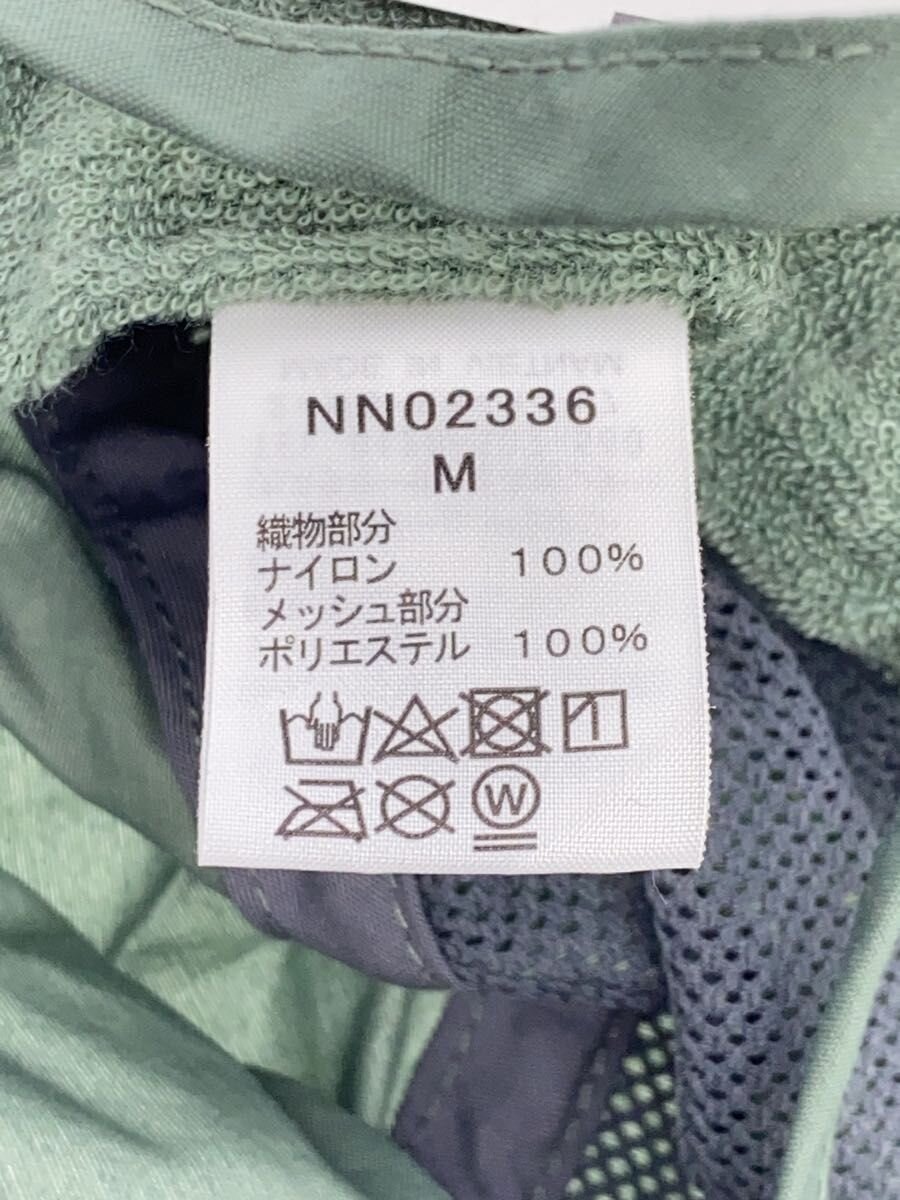 NN02336
M
織物部分
ナイロン 100%
メッシュ部分
ポリエステル 100%
W